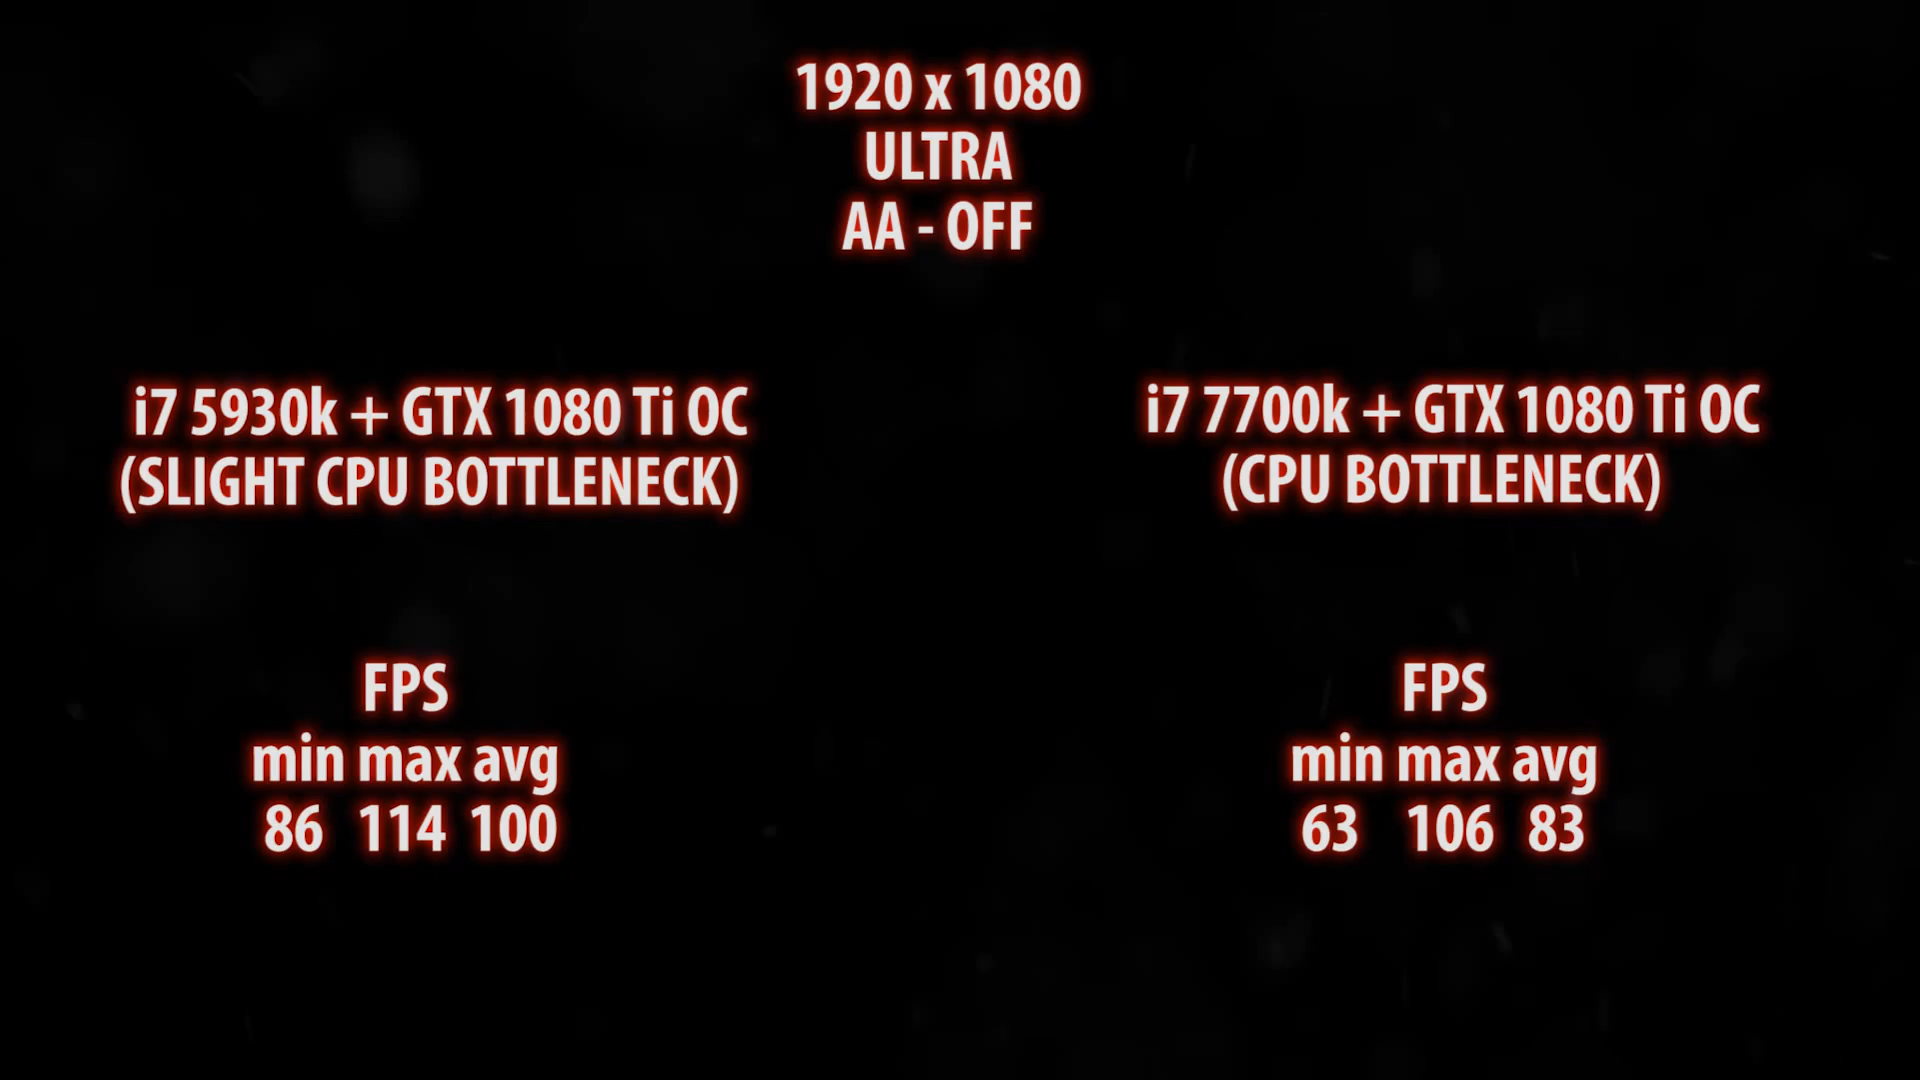 1920 x 1080
ULTRA
AA - OFF
i7 5930k + GTX 1080 Ti OC
(SLIGHT CPU BOTTLENECK)
FPS
min max avg
86 114 100
i7 7700k + GTX 1080 Ti OC
(CPU BOTTLENECK)
FPS
min max avg
63 106 83